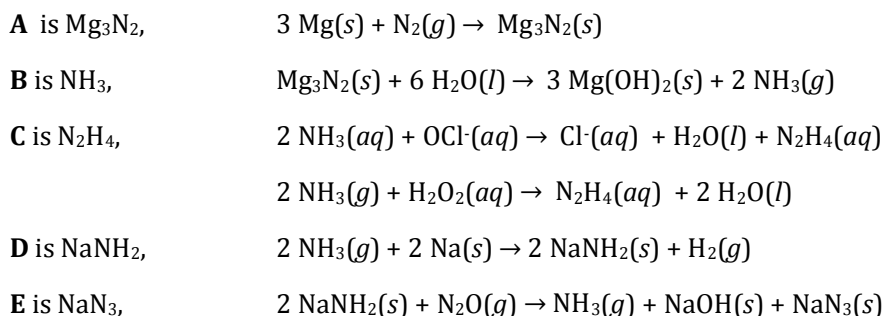 A is Mg₃N₂, 3 Mg(s) + N₂(g) → Mg₃N₂(s)
B is NH₃, Mg₃N₂(s) + 6 H₂O(l) → 3 Mg(OH)₂(s) + 2 NH₃(g)
C is N₂H₄, 2 NH₃(aq) + OCl⁻(aq) → Cl⁻(aq) + H₂O(l) + N₂H₄(aq)
2 NH₃(g) + H₂O₂(aq) → N₂H₄(aq) + 2 H₂O(l)
D is NaNH₂, 2 NH₃(g) + 2 Na(s) → 2 NaNH₂(s) + H₂(g)
E is NaN₃, 2 NaNH₂(s) + N₂O(g) → NH₃(g) + NaOH(s) + NaN₃(s)